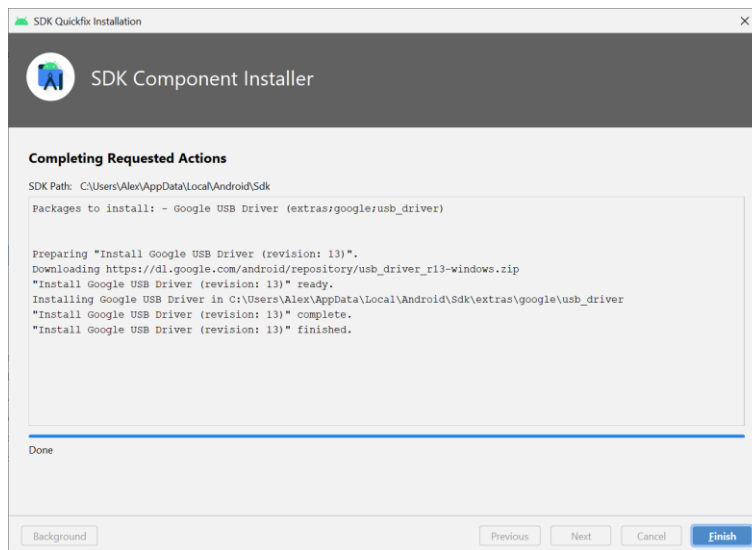 SDK Quickfix Installation
SDK Component Installer
Completing Requested Actions
SDK Path: C:\Users\Alex\AppData\Local\Android\Sdk
Packages to install: - Google USB Driver (extras;google;usb_driver)
Preparing "Install Google USB Driver (revision: 13)".
Downloading https://dl.google.com/android/repository/usb_driver_r13-windows.zip
"Install Google USB Driver (revision: 13)" ready.
Installing Google USB Driver in C:\Users\Alex\AppData\Local\Android\Sdk\extras\google\usb_driver
"Install Google USB Driver (revision: 13)" complete.
"Install Google USB Driver (revision: 13)" finished.
Done
Background
Previous
Next
Cancel
Finish